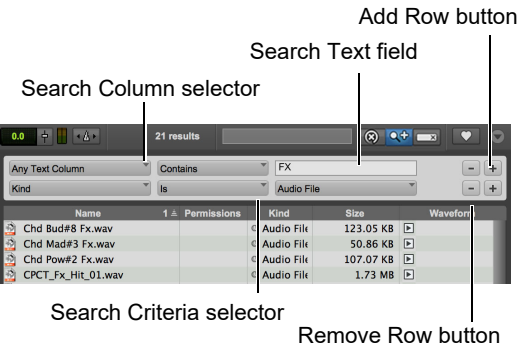 Add Row button
Search Text field
Search Column selector
0.0 21 results
Any Text Column Contains FX - +
Kind Is Audio File - +
Name 1 Permissions Kind Size Waveform
Chd Bud#8 Fx.wav Audio File 123.05 KB
Chd Mad#3 Fx.wav Audio File 50.86 KB
Chd Pow#2 Fx.wav Audio File 107.07 KB
CPCT_Fx_Hit_01.wav Audio File 1.73 MB
Search Criteria selector
Remove Row button